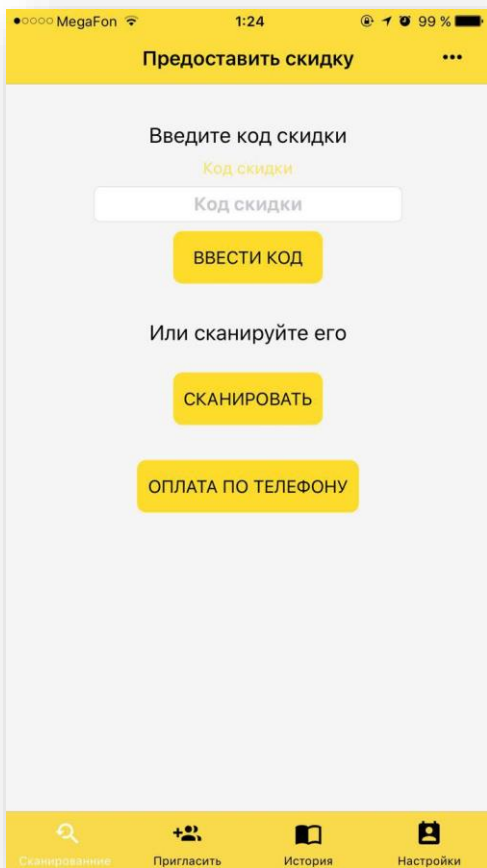 MegaFon 1:24 99 %
Предоставить скидку
Введите код скидки
Код скидки
Код скидки
ВВЕСТИ КОД
Или сканируйте его
СКАНИРОВАТЬ
ОПЛАТА ПО ТЕЛЕФОНУ
Сканированние Пригласить История Настройки